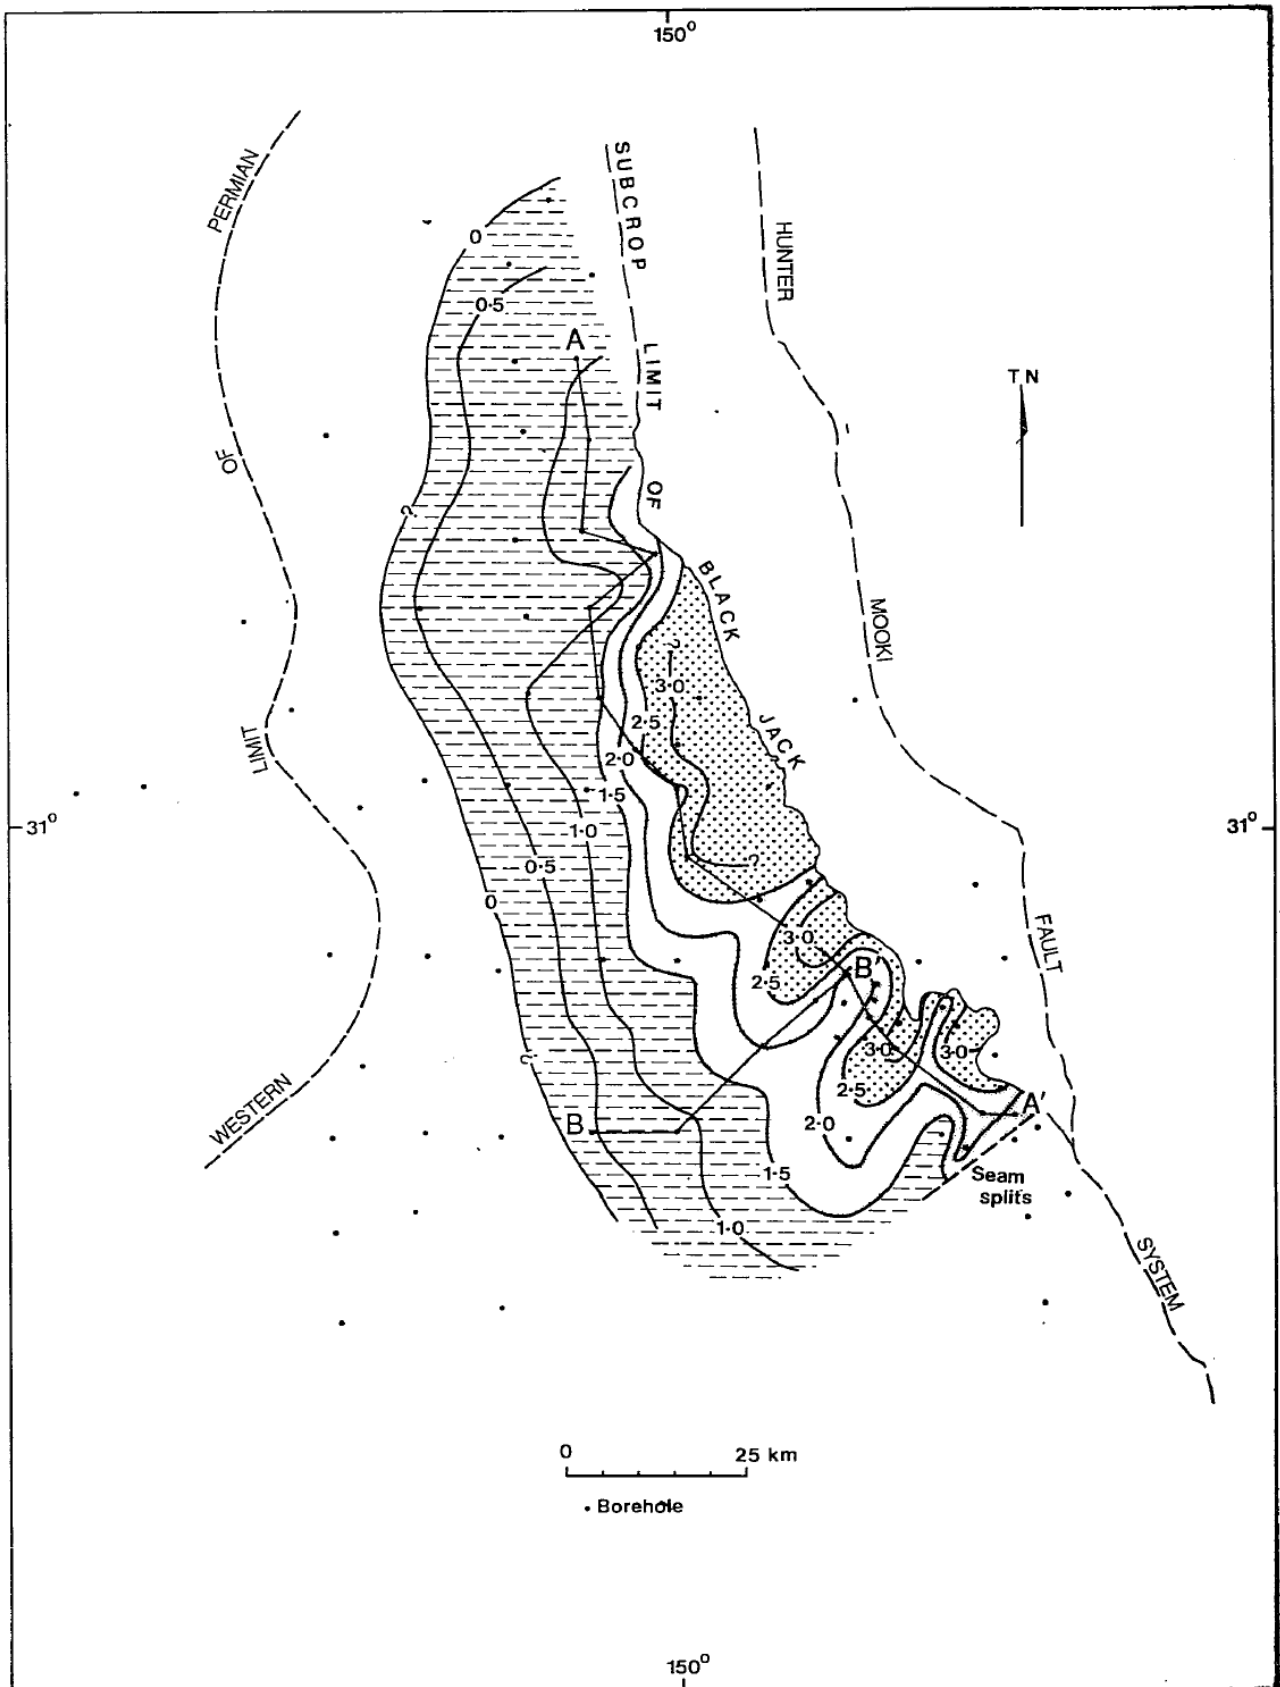 150°
SUBCROP LIMIT OF BLACK JACK
PERMIAN
OF
LIMIT
WESTERN
HUNTER
MOOKI
FAULT
SYSTEM
0
0·5
A
TN
?
?
3·0
2·5
2·0
1·5
1·0
31°
31°
0·5
?
0
3·0
B'
2·5
3·0
3·0
?
2·5
A'
B
2·0
1·5
Seam
splits
1·0
0
25 km
Borehole
150°